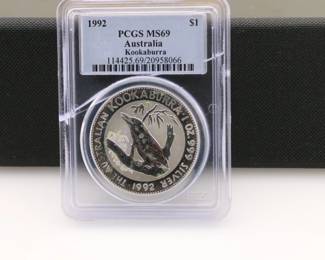 1992 $1
PCGS MS69
Australia
Kookaburra
114425.69/20958066
THE AUSTRALIAN KOOKABURRA 1 OZ. 999 SILVER
· 1992 ·